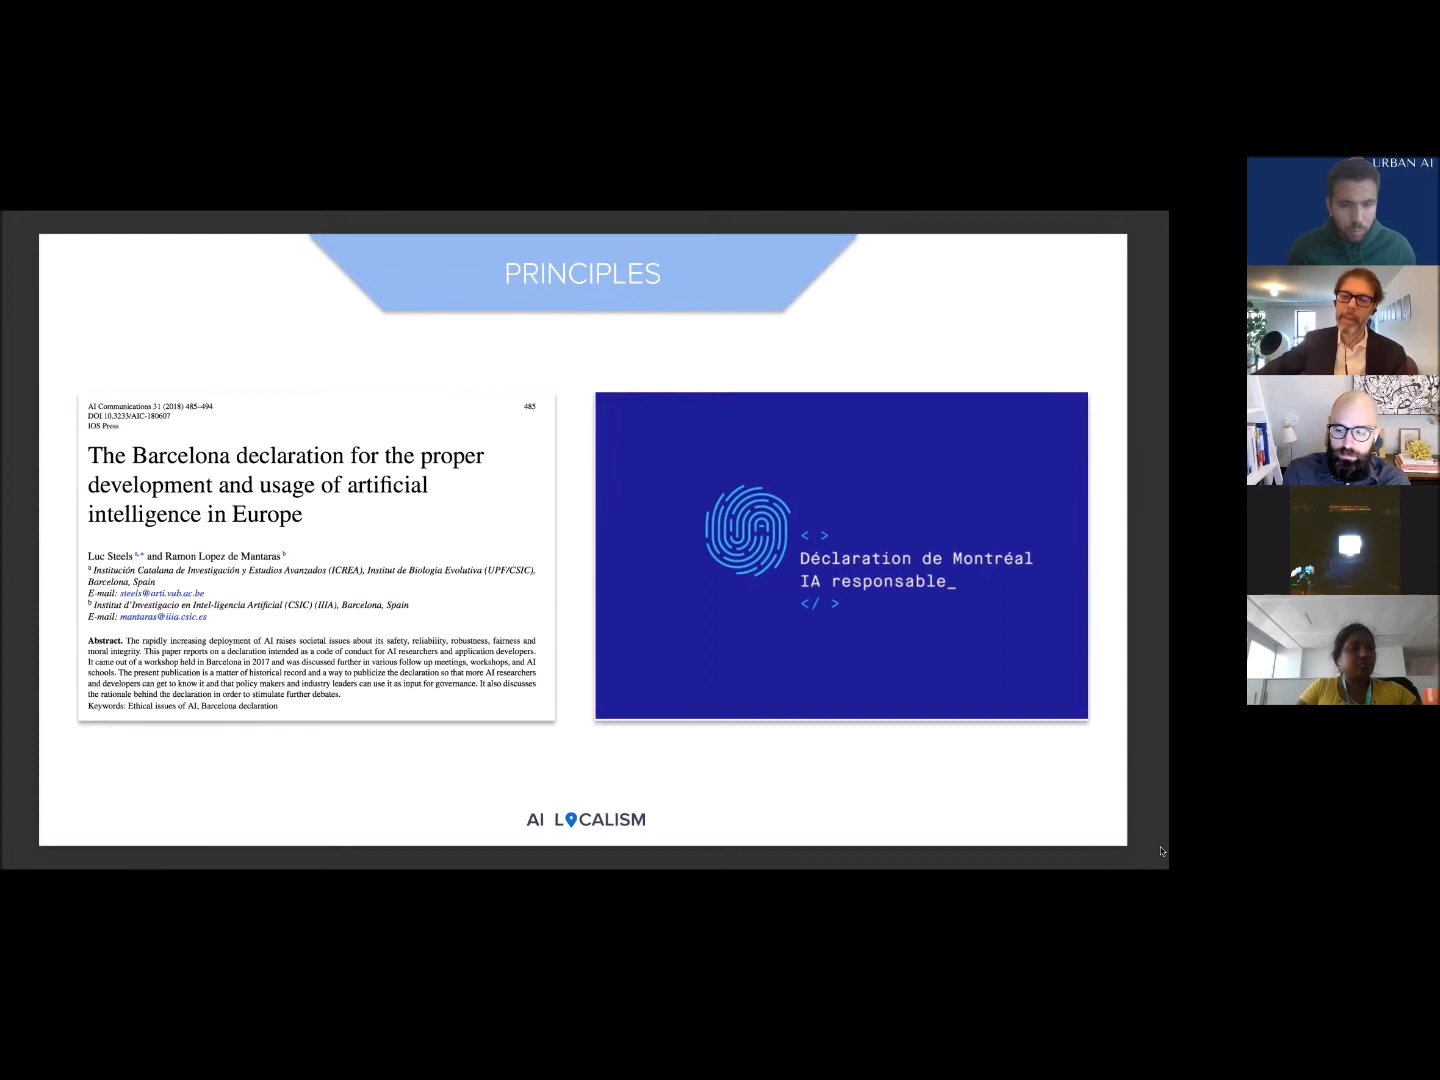 URBAN AI
PRINCIPLES
AI Communications 31 (2018) 485–494
485
DOI 10.3233/AIC-180607
IOS Press
The Barcelona declaration for the proper
development and usage of artificial
intelligence in Europe
Luc Steels a,* and Ramon Lopez de Mantaras b
a Institución Catalana de Investigación y Estudios Avanzados (ICREA), Institut de Biologia Evolutiva (UPF/CSIC),
Barcelona, Spain
E-mail: steels@arti.vub.ac.be
b Institut d’Investigacio en Intel-ligencia Artificial (CSIC) (IIIA), Barcelona, Spain
E-mail: mantaras@iiia.csic.es
Abstract. The rapidly increasing deployment of AI raises societal issues about its safety, reliability, robustness, fairness and
moral integrity. This paper reports on a declaration intended as a code of conduct for AI researchers and application developers.
It came out of a workshop held in Barcelona in 2017 and was discussed further in various follow up meetings, workshops, and AI
schools. The present publication is a matter of historical record and a way to publicize the declaration so that more AI researchers
and developers can get to know it and that policy makers and industry leaders can use it as input for governance. It also discusses
the rationale behind the declaration in order to stimulate further debates.
Keywords: Ethical issues of AI, Barcelona declaration
< >
Déclaration de Montréal
IA responsable_
</ >
AI LOCALISM